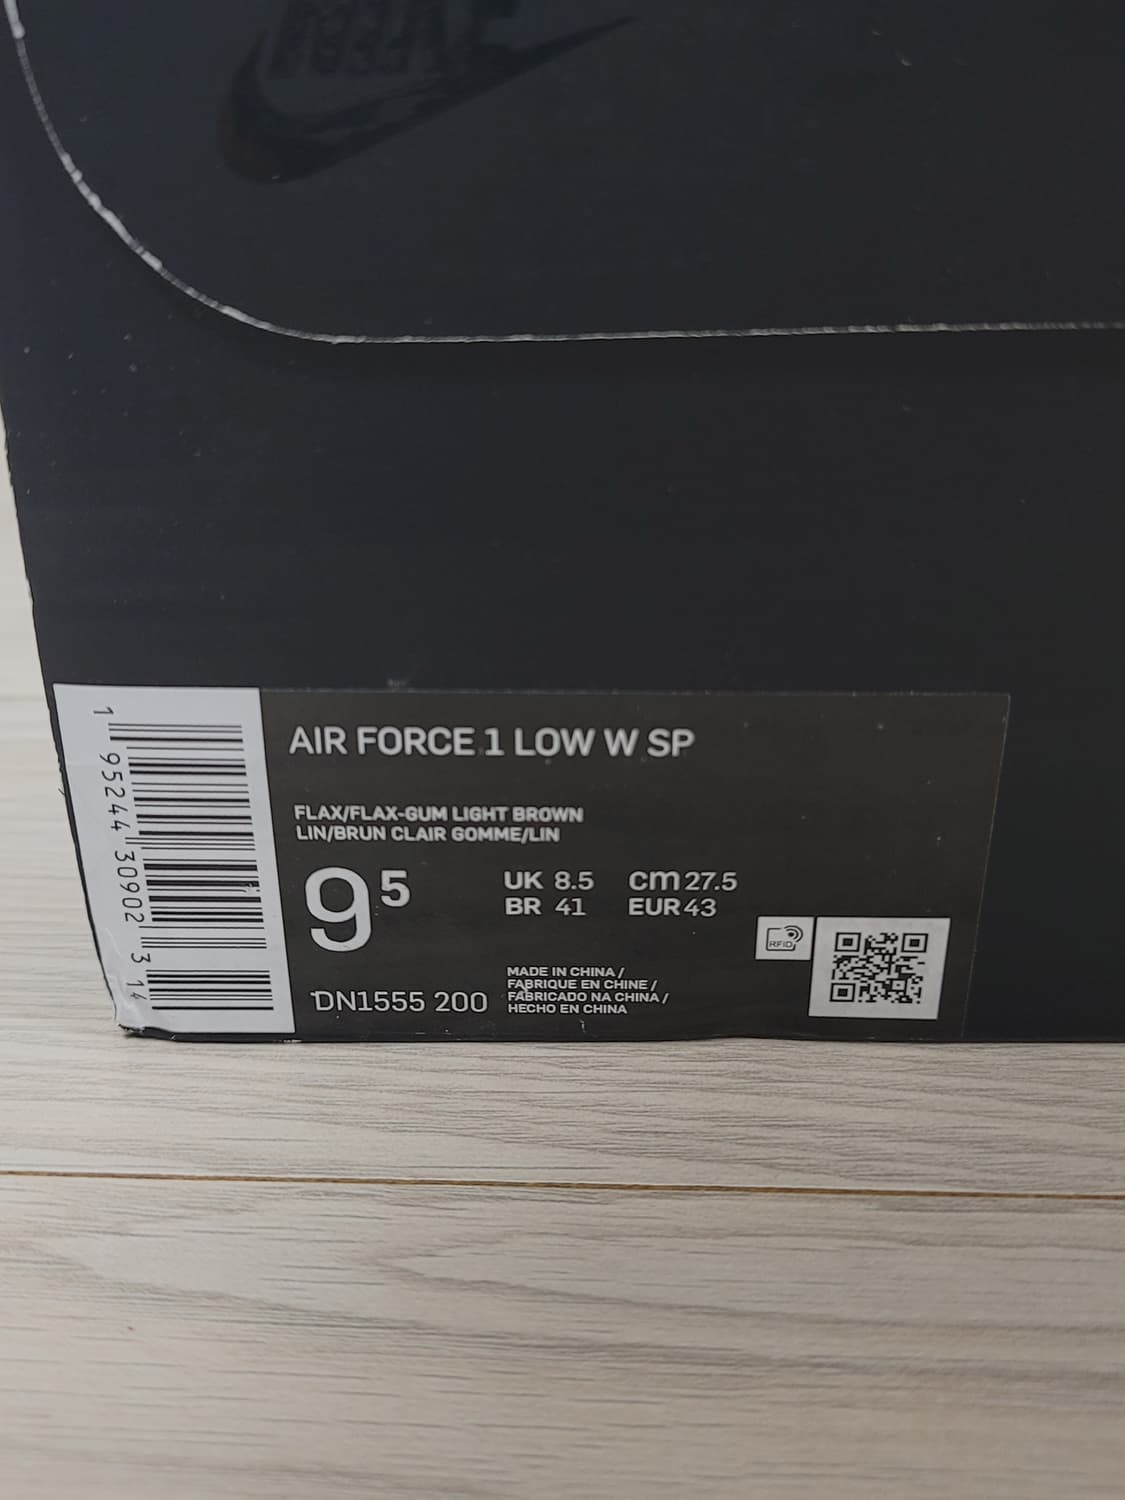 AIR FORCE 1 LOW W SP
FLAX/FLAX-GUM LIGHT BROWN
LIN/BRUN CLAIR GOMME/LIN
9 5
UK 8.5 cm 27.5
BR 41 EUR 43
RFID
DN1555 200
MADE IN CHINA /
FABRIQUE EN CHINE /
FABRICADO NA CHINA /
HECHO EN CHINA
1 95244 30902 3 14